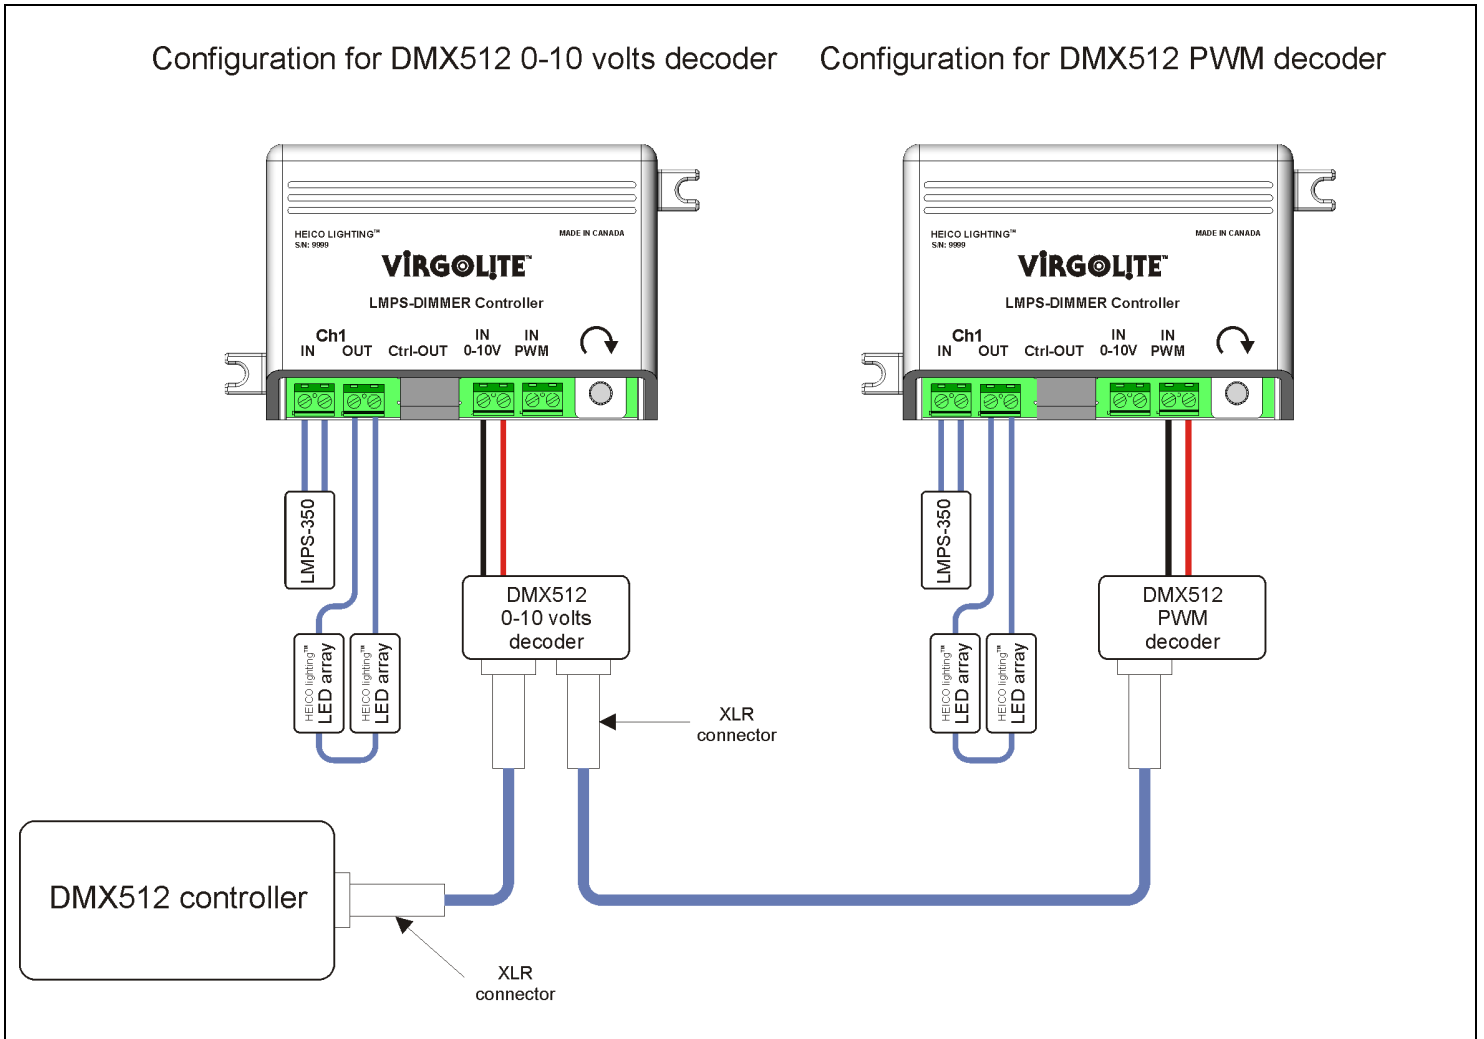 Configuration for DMX512 0-10 volts decoder
Configuration for DMX512 PWM decoder
HEICO LIGHTING™
S/N: 9999
MADE IN CANADA
VIRGOLITE™
LMPS-DIMMER Controller
Ch1
IN
OUT
Ctrl-OUT
IN
0-10V
IN
PWM
LMPS-350
HEICO lighting™
LED array
HEICO lighting™
LED array
DMX512
0-10 volts
decoder
HEICO LIGHTING™
S/N: 9999
MADE IN CANADA
VIRGOLITE™
LMPS-DIMMER Controller
Ch1
IN
OUT
Ctrl-OUT
IN
0-10V
IN
PWM
LMPS-350
HEICO lighting™
LED array
HEICO lighting™
LED array
DMX512
PWM
decoder
XLR
connector
DMX512 controller
XLR
connector